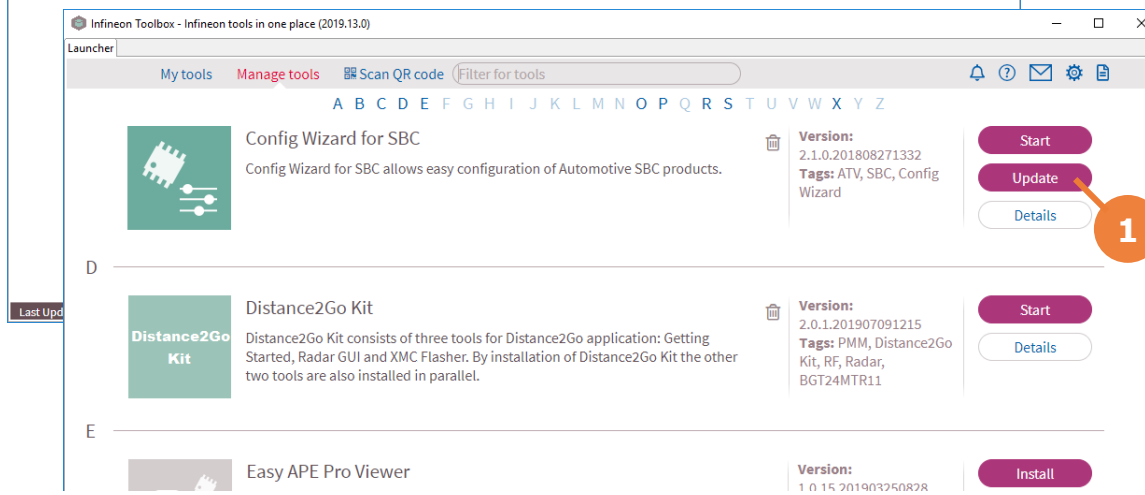 Infineon Toolbox - Infineon tools in one place (2019.13.0)
Launcher
My tools Manage tools Scan QR code Filter for tools
A B C D E F G H I J K L M N O P Q R S T U V W X Y Z
Config Wizard for SBC
Config Wizard for SBC allows easy configuration of Automotive SBC products.
Version:
2.1.0.201808271332
Tags: ATV, SBC, Config
Wizard
Start
Update
Details
1
D
Last Upd
Distance2Go
Kit
Distance2Go Kit
Distance2Go Kit consists of three tools for Distance2Go application: Getting
Started, Radar GUI and XMC Flasher. By installation of Distance2Go Kit the other
two tools are also installed in parallel.
Version:
2.0.1.201907091215
Tags: PMM, Distance2Go
Kit, RF, Radar,
BGT24MTR11
Start
Details
E
Easy APE Pro Viewer
Version:
1.0.15.201903250828
Install